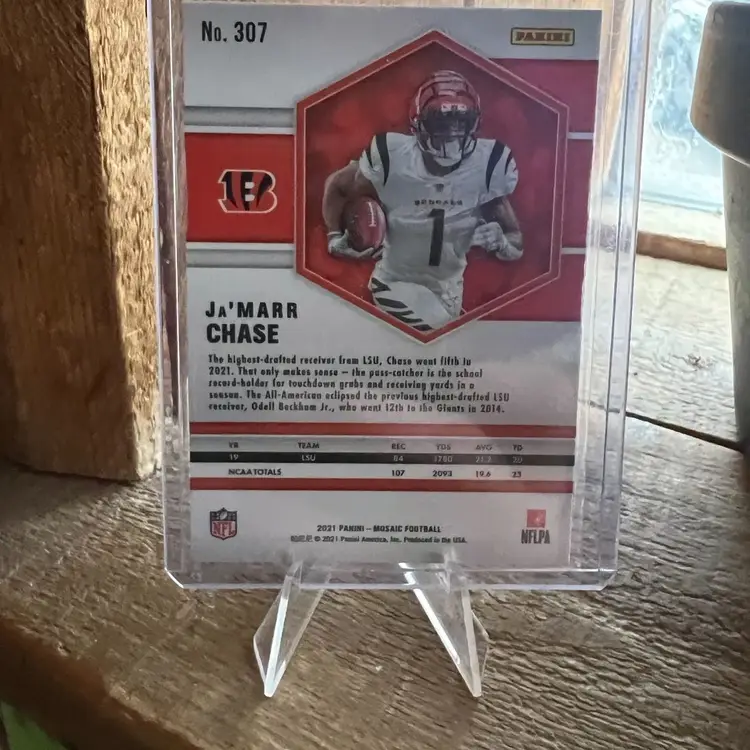 No. 307
PANINI
B
BENGALS
1
Ja'MARR
CHASE
The highest-drafted receiver from LSU, Chase went fifth in
2021. That only makes sense – the pass-catcher is the school
record-holder for touchdown grabs and receiving yards in a
season. The All-American eclipsed the previous highest-drafted LSU
receiver, Odell Beckham Jr., who went 12th to the Giants in 2014.
YR TEAM REC YDS AVG TD
19 LSU 84 1780 21.2 20
NCAA TOTALS 107 2093 19.6 23
NFL
2021 PANINI – MOSAIC FOOTBALL
© 2021 Panini America, Inc. Produced in the USA.
NFLPA